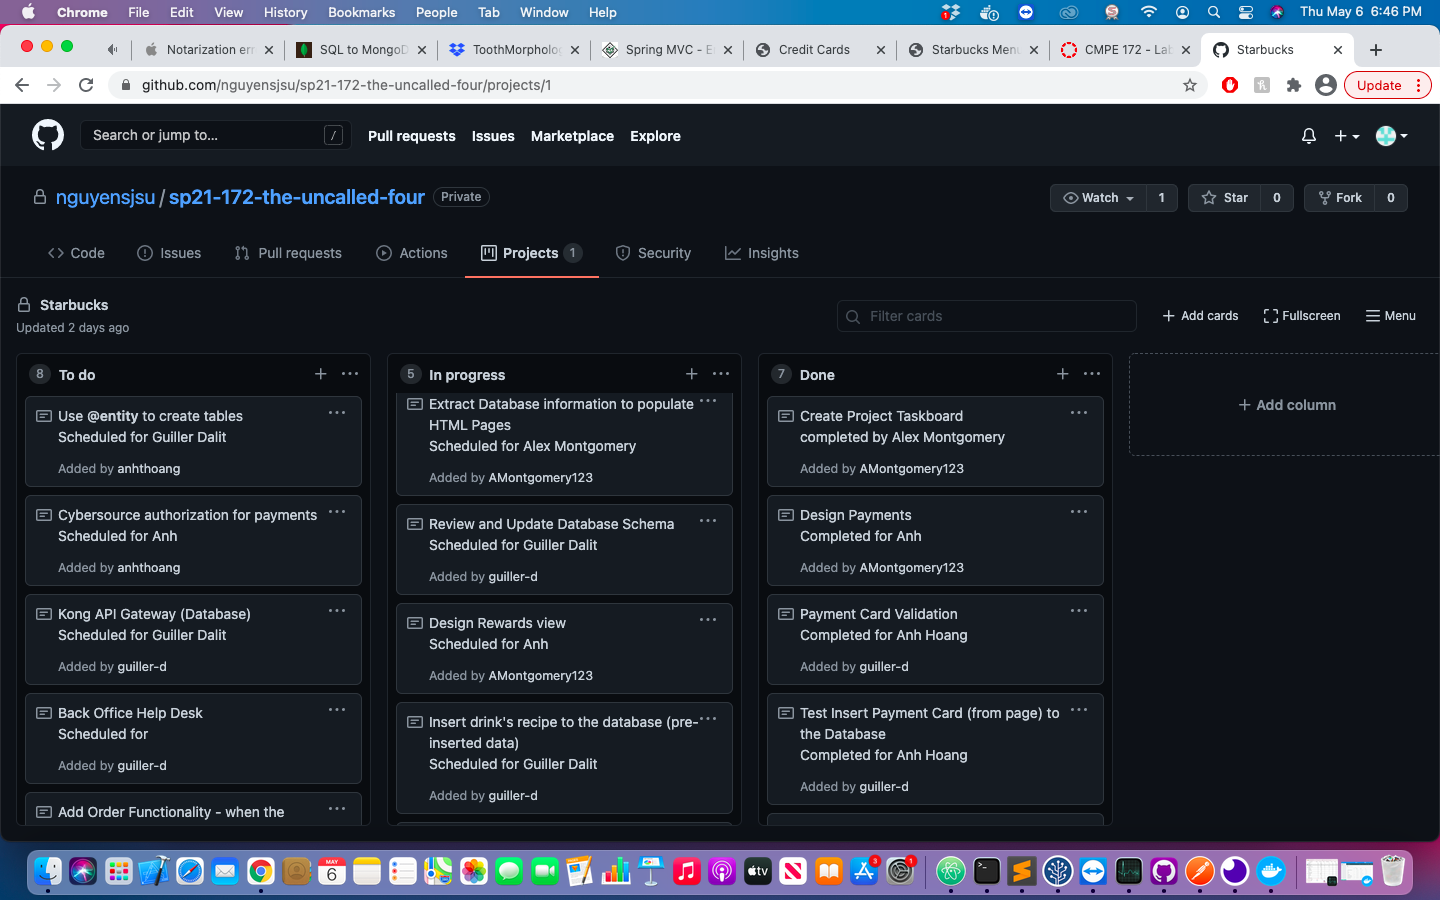 Chrome File Edit View History Bookmarks People Tab Window Help
1
Thu May 6 6:46 PM
Notarization err
SQL to MongoD
ToothMorpholog
Spring MVC - E
Credit Cards
Starbucks Menu
CMPE 172 - Lab
Starbucks
github.com/nguyensjsu/sp21-172-the-uncalled-four/projects/1
Update
Search or jump to...
/
Pull requests Issues Marketplace Explore
nguyensjsu / sp21-172-the-uncalled-four Private
Watch 1
Star 0
Fork 0
Code Issues Pull requests Actions Projects 1 Security Insights
Starbucks
Updated 2 days ago
Filter cards
+ Add cards
Fullscreen
Menu
8 To do
Use @entity to create tables
Scheduled for Guiller Dalit
Added by anhthoang
Cybersource authorization for payments
Scheduled for Anh
Added by anhthoang
Kong API Gateway (Database)
Scheduled for Guiller Dalit
Added by guiller-d
Back Office Help Desk
Scheduled for
Added by guiller-d
Add Order Functionality - when the
5 In progress
Extract Database information to populate
HTML Pages
Scheduled for Alex Montgomery
Added by AMontgomery123
Review and Update Database Schema
Scheduled for Guiller Dalit
Added by guiller-d
Design Rewards view
Scheduled for Anh
Added by AMontgomery123
Insert drink's recipe to the database (pre-
inserted data)
Scheduled for Guiller Dalit
Added by guiller-d
7 Done
Create Project Taskboard
completed by Alex Montgomery
Added by AMontgomery123
Design Payments
Completed for Anh
Added by AMontgomery123
Payment Card Validation
Completed for Anh Hoang
Added by guiller-d
Test Insert Payment Card (from page) to
the Database
Completed for Anh Hoang
Added by guiller-d
+ Add column
MAY
6
tv
3
1